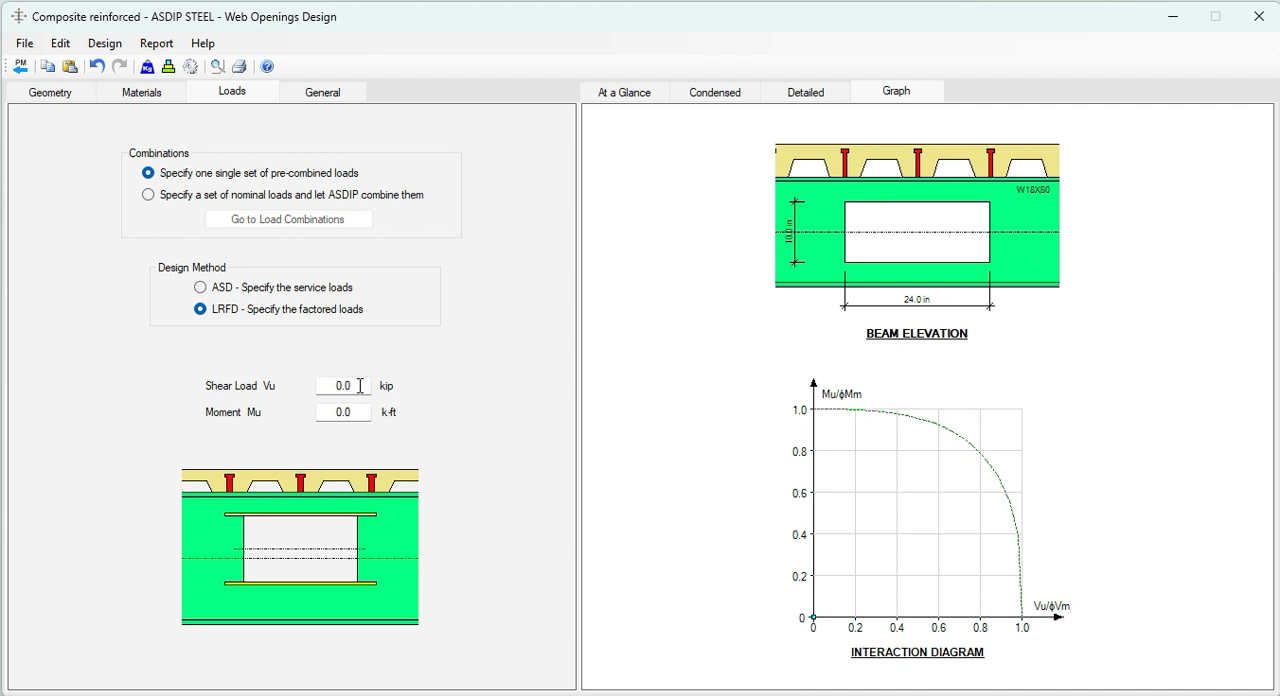 Composite reinforced - ASDIP STEEL - Web Openings Design
File Edit Design Report Help
PM Kg
Geometry Materials Loads General
At a Glance Condensed Detailed Graph
Combinations
Specify one single set of pre-combined loads
Specify a set of nominal loads and let ASDIP combine them
Go to Load Combinations
Design Method
ASD - Specify the service loads
LRFD - Specify the factored loads
Shear Load Vu 0.0 kip
Moment Mu 0.0 k-ft
W18X60
10.0 in
24.0 in
BEAM ELEVATION
Mu/ϕMm
1.0
0.8
0.6
0.4
0.2
0
Vu/ϕVm
0 0.2 0.4 0.6 0.8 1.0
INTERACTION DIAGRAM